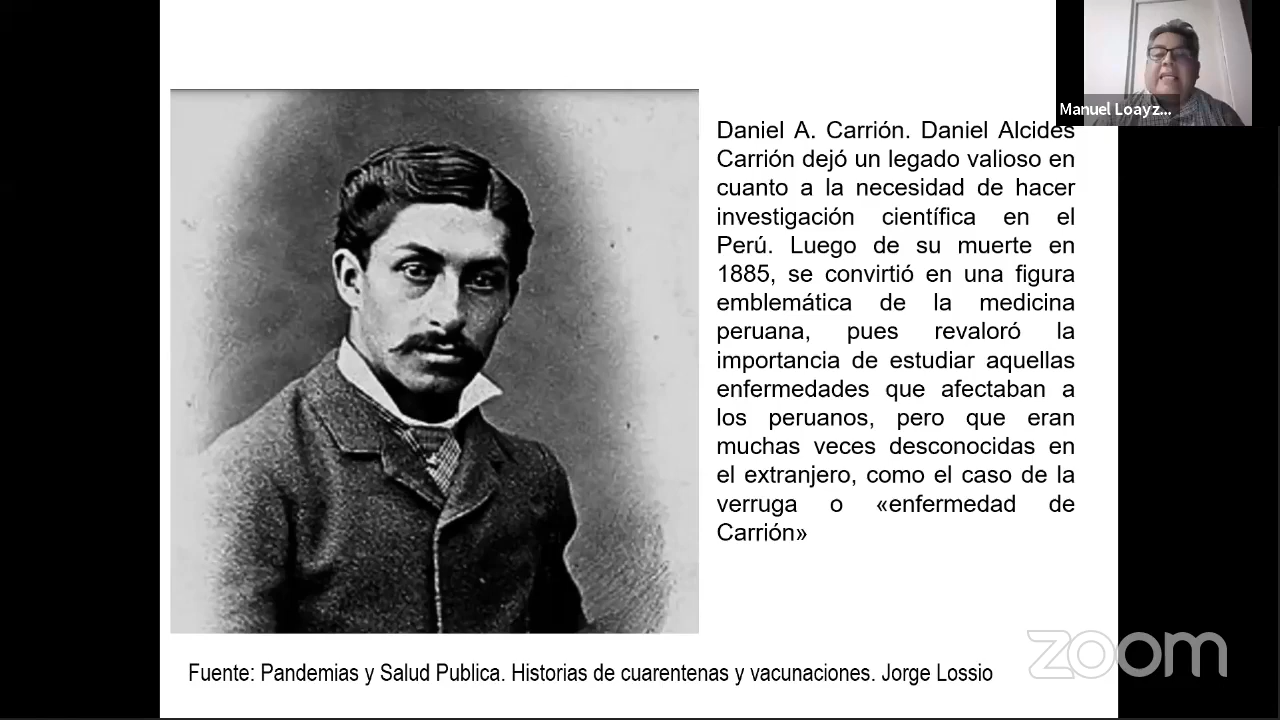 Manuel Loayz...
Daniel A. Carrión. Daniel Alcides
Carrión dejó un legado valioso en
cuanto a la necesidad de hacer
investigación científica en el
Perú. Luego de su muerte en
1885, se convirtió en una figura
emblemática de la medicina
peruana, pues revaloró la
importancia de estudiar aquellas
enfermedades que afectaban a
los peruanos, pero que eran
muchas veces desconocidas en
el extranjero, como el caso de la
verruga o «enfermedad de
Carrión»
zoom
Fuente: Pandemias y Salud Publica. Historias de cuarentenas y vacunaciones. Jorge Lossio